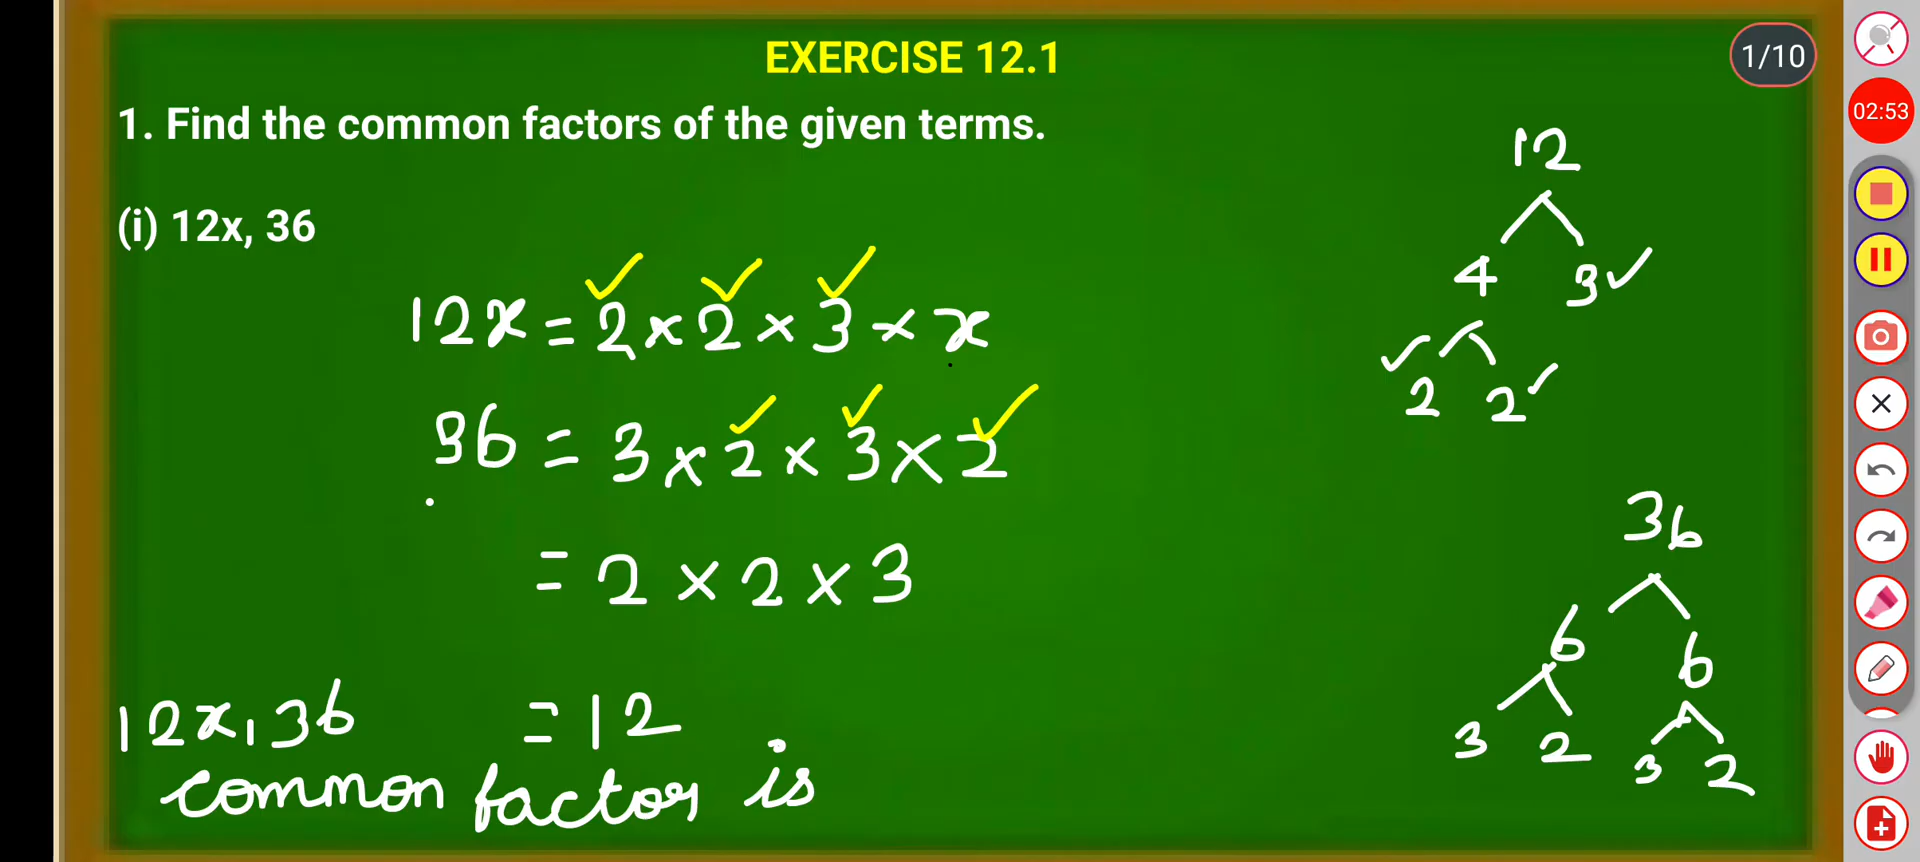 EXERCISE 12.1
1/10
02:53
1. Find the common factors of the given terms.
(i) 12x, 36
12x = 2 × 2 × 3 × x
36 = 3 × 2 × 3 × 2
= 2 × 2 × 3
= 12
12x, 36
common factor is
12
4 3
2 2
36
6 6
3 2 3 2